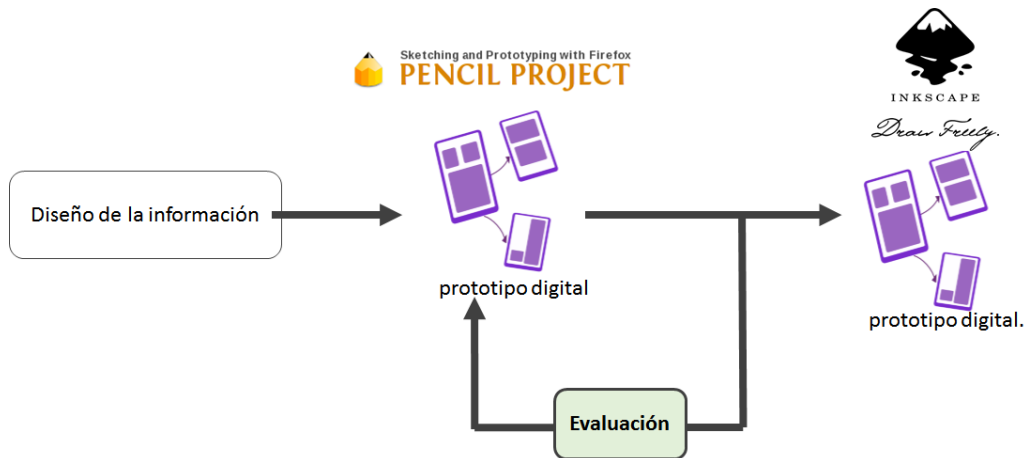 Sketching and Prototyping with Firefox
PENCIL PROJECT
INKSCAPE
Draw Freely.
Diseño de la información
prototipo digital
prototipo digital.
Evaluación